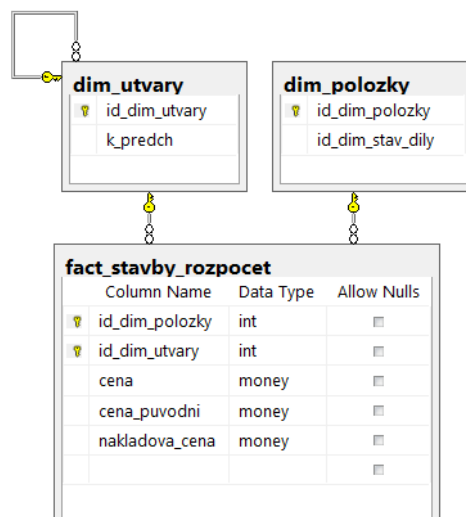 dim_utvary
id_dim_utvary
k_predch
dim_polozky
id_dim_polozky
id_dim_stav_dily
fact_stavby_rozpocet
Column Name Data Type Allow Nulls
id_dim_polozky int
id_dim_utvary int
cena money
cena_puvodni money
nakladova_cena money